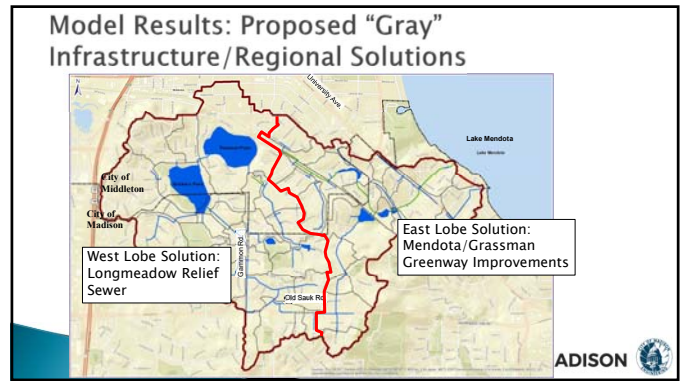 Model Results: Proposed “Gray”
Infrastructure/Regional Solutions
N
University Ave.
Lake Mendota
Lake Mendota
City of
Middleton
City of
Madison
Gammon Rd.
West Lobe Solution:
Longmeadow Relief
Sewer
East Lobe Solution:
Mendota/Grassman
Greenway Improvements
Old Sauk Rd
ADISON